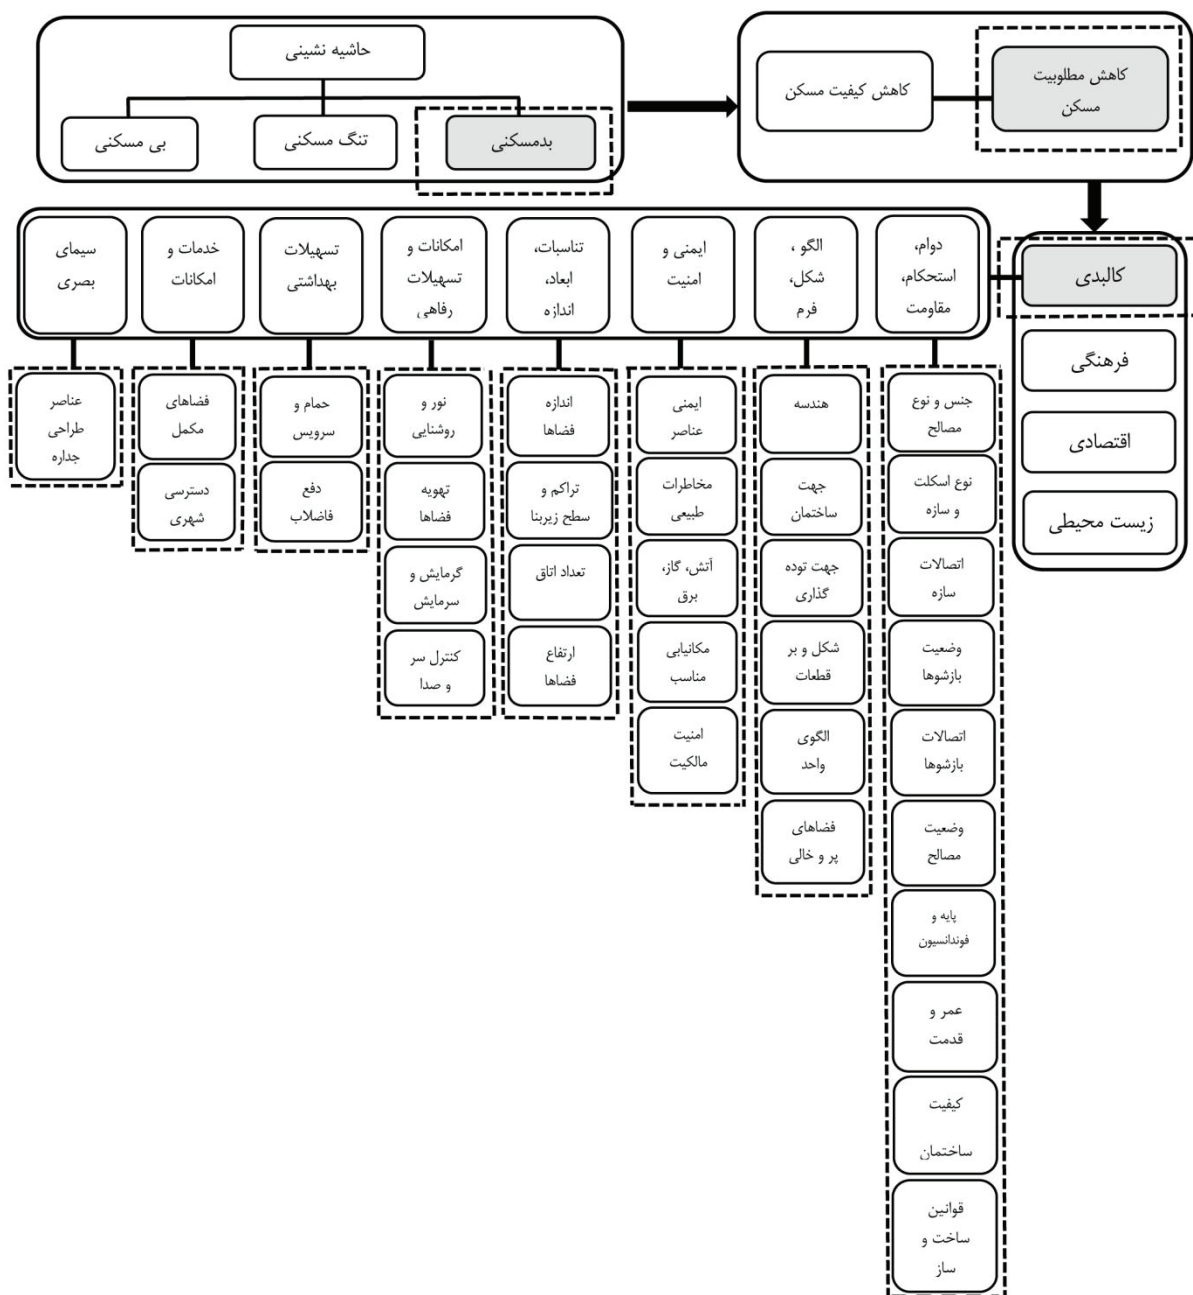 حاشیه نشینی
بدمسکنی
تنگ مسکنی
بی مسکنی
کاهش مطلوبیت
مسکن
کاهش کیفیت مسکن
کالبدی
فرهنگی
اقتصادی
زیست محیطی
دوام،
استحکام،
مقاومت
الگو ،
شکل،
فرم
ایمنی و
امنیت
تناسبات،
ابعاد،
اندازه
امکانات و
تسهیلات
رفاهی
تسهیلات
بهداشتی
خدمات و
امکانات
سیمای
بصری
جنس و نوع
مصالح
نوع اسکلت
و سازه
اتصالات
سازه
وضعیت
بازشوها
اتصالات
بازشوها
وضعیت
مصالح
پایه و
فوندانسیون
عمر و
قدمت
کیفیت
ساختمان
قوانین
ساخت و
ساز
هندسه
جهت
ساختمان
جهت توده
گذاری
شکل و بر
قطعات
الگوی
واحد
فضاهای
پر و خالی
ایمنی
عناصر
مخاطرات
طبیعی
آتش، گاز،
برق
مکانیابی
مناسب
امنیت
مالکیت
اندازه
فضاها
تراکم و
سطح زیربنا
تعداد اتاق
ارتفاع
فضاها
نور و
روشنایی
تهویه
فضاها
گرمایش و
سرمایش
کنترل سر
و صدا
حمام و
سرویس
دفع
فاضلاب
فضاهای
مکمل
دسترسی
شهری
عناصر
طراحی
جداره